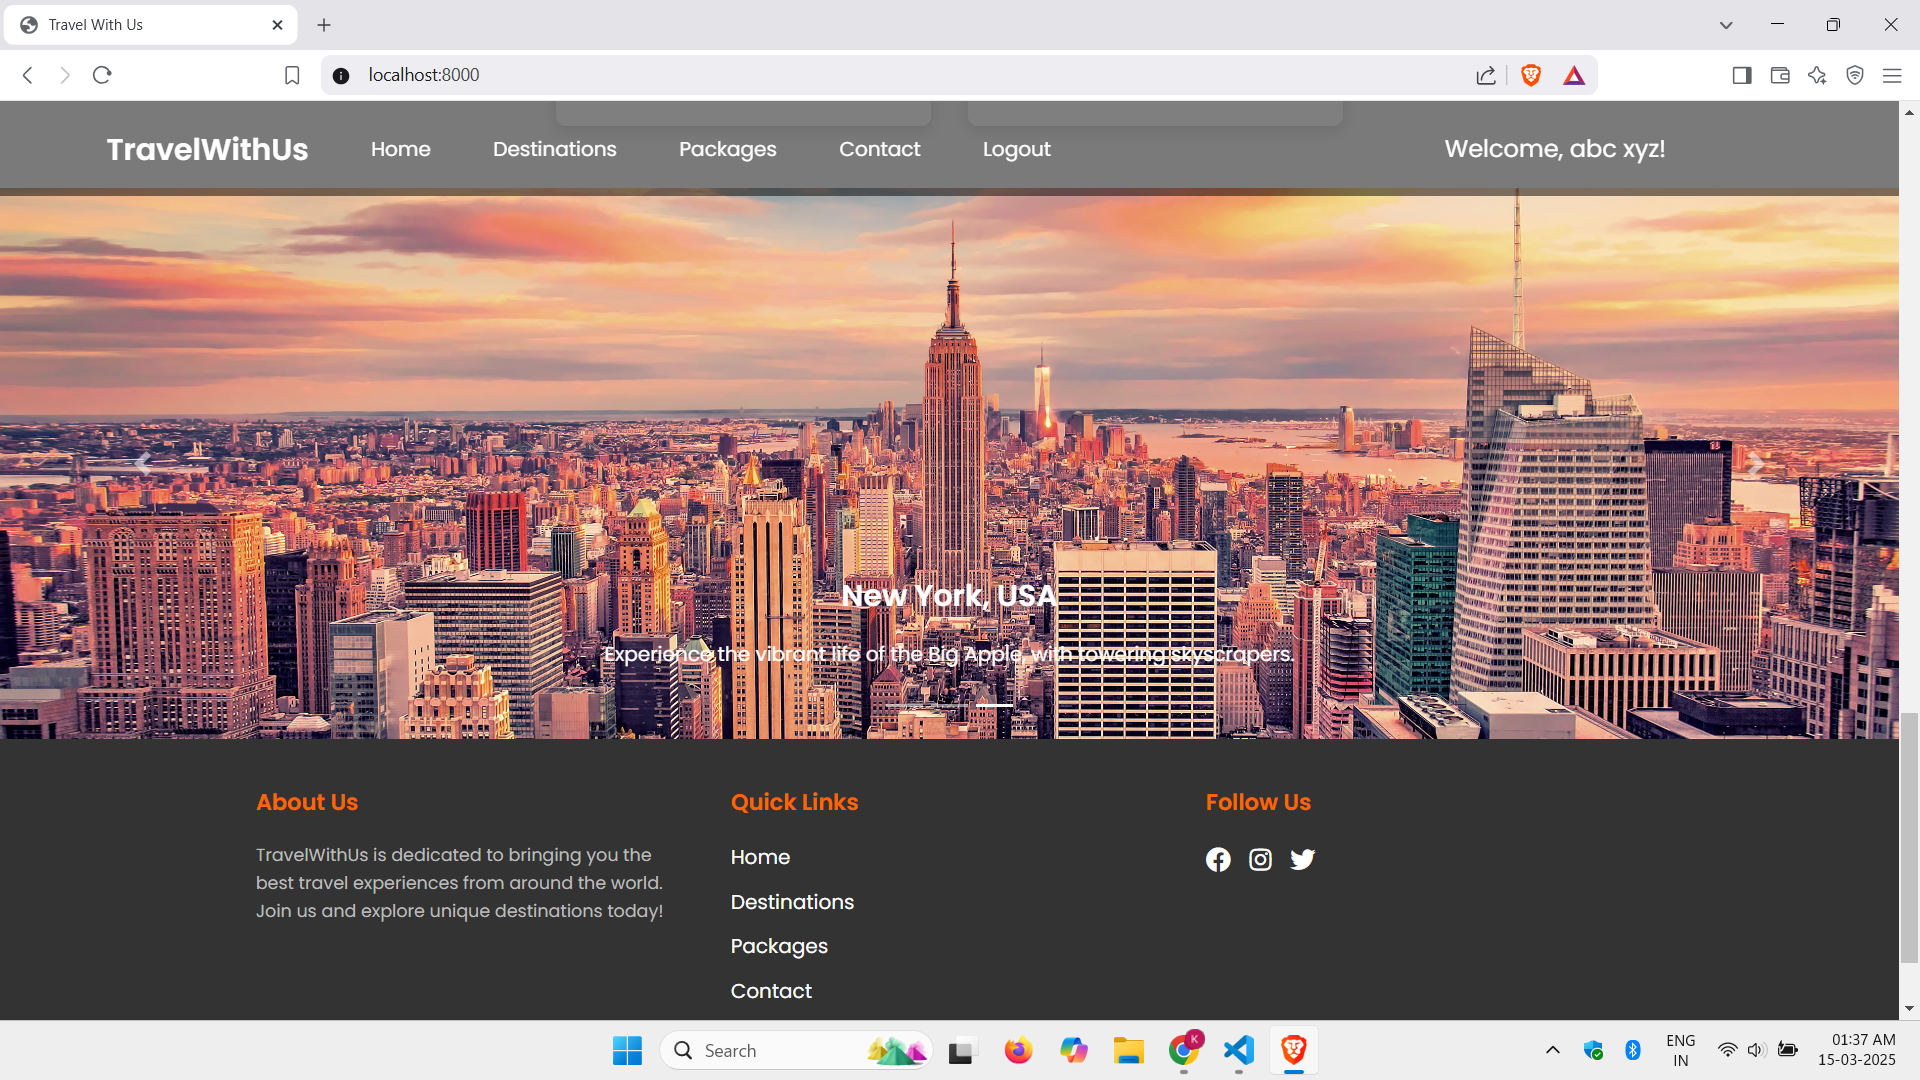 Travel With Us
localhost:8000
TravelWithUs Home Destinations Packages Contact Logout Welcome, abc xyz!
New York, USA
Experience the vibrant life of the Big Apple, with towering skyscrapers.
About Us
TravelWithUs is dedicated to bringing you the
best travel experiences from around the world.
Join us and explore unique destinations today!
Quick Links
Home
Destinations
Packages
Contact
Follow Us
Search
K
ENG
IN
01:37 AM
15-03-2025